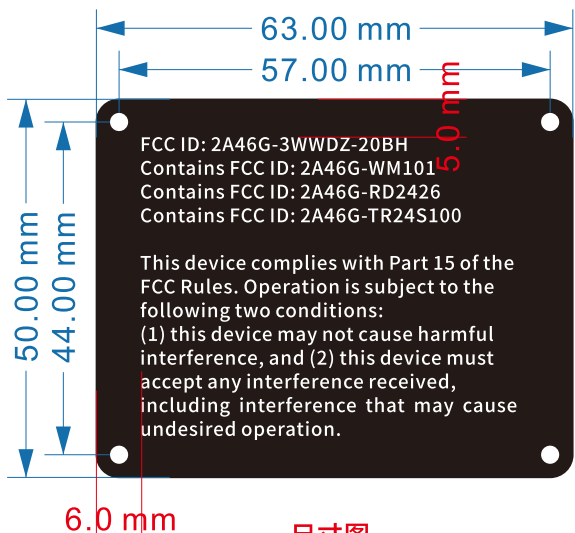 63.00 mm
57.00 mm
5.0 mm
50.00 mm
44.00 mm
FCC ID: 2A46G-3WWDZ-20BH
Contains FCC ID: 2A46G-WM101
Contains FCC ID: 2A46G-RD2426
Contains FCC ID: 2A46G-TR24S100
This device complies with Part 15 of the
FCC Rules. Operation is subject to the
following two conditions:
(1) this device may not cause harmful
interference, and (2) this device must
accept any interference received,
including interference that may cause
undesired operation.
6.0 mm
尺寸图